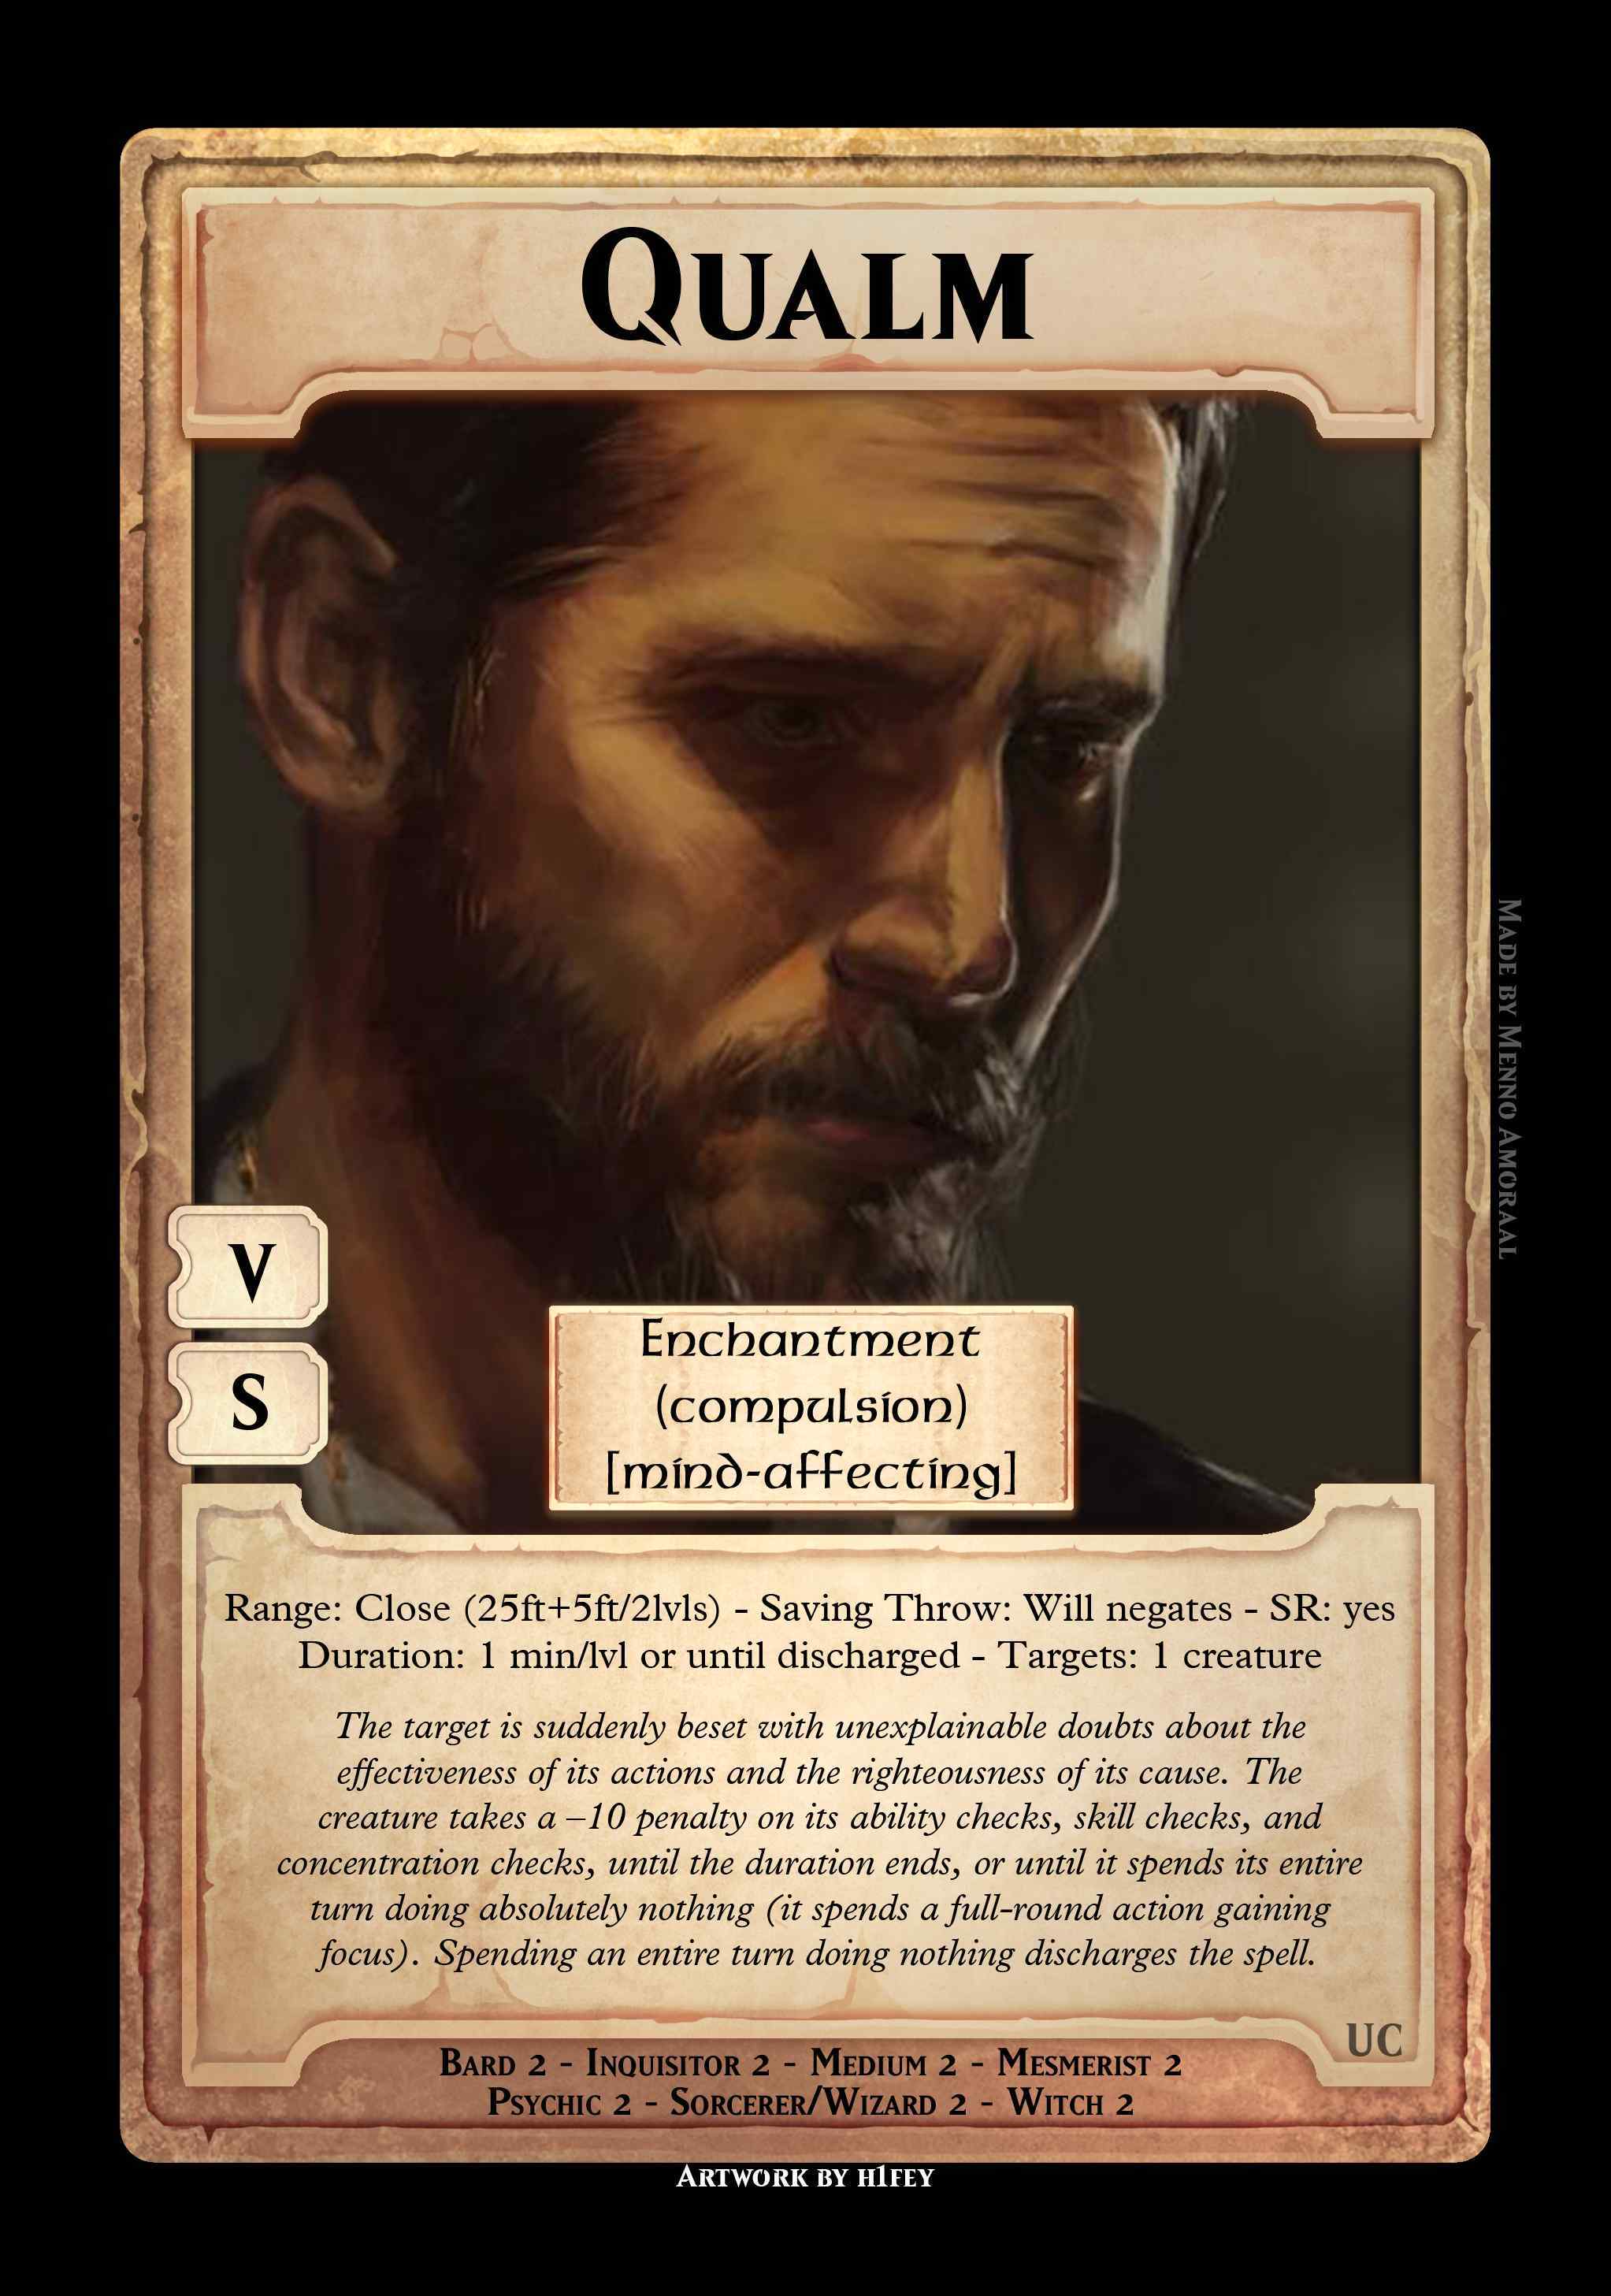 Qualm
V
S
Enchantment
(compulsion)
[mind-affecting]
Range: Close (25ft+5ft/2lvls) - Saving Throw: Will negates - SR: yes
Duration: 1 min/lvl or until discharged - Targets: 1 creature
The target is suddenly beset with unexplainable doubts about the
effectiveness of its actions and the righteousness of its cause. The
creature takes a –10 penalty on its ability checks, skill checks, and
concentration checks, until the duration ends, or until it spends its entire
turn doing absolutely nothing (it spends a full-round action gaining
focus). Spending an entire turn doing nothing discharges the spell.
UC
Bard 2 - Inquisitor 2 - Medium 2 - Mesmerist 2
Psychic 2 - Sorcerer/Wizard 2 - Witch 2
Artwork by h1fey
Made by Menno Amoraal